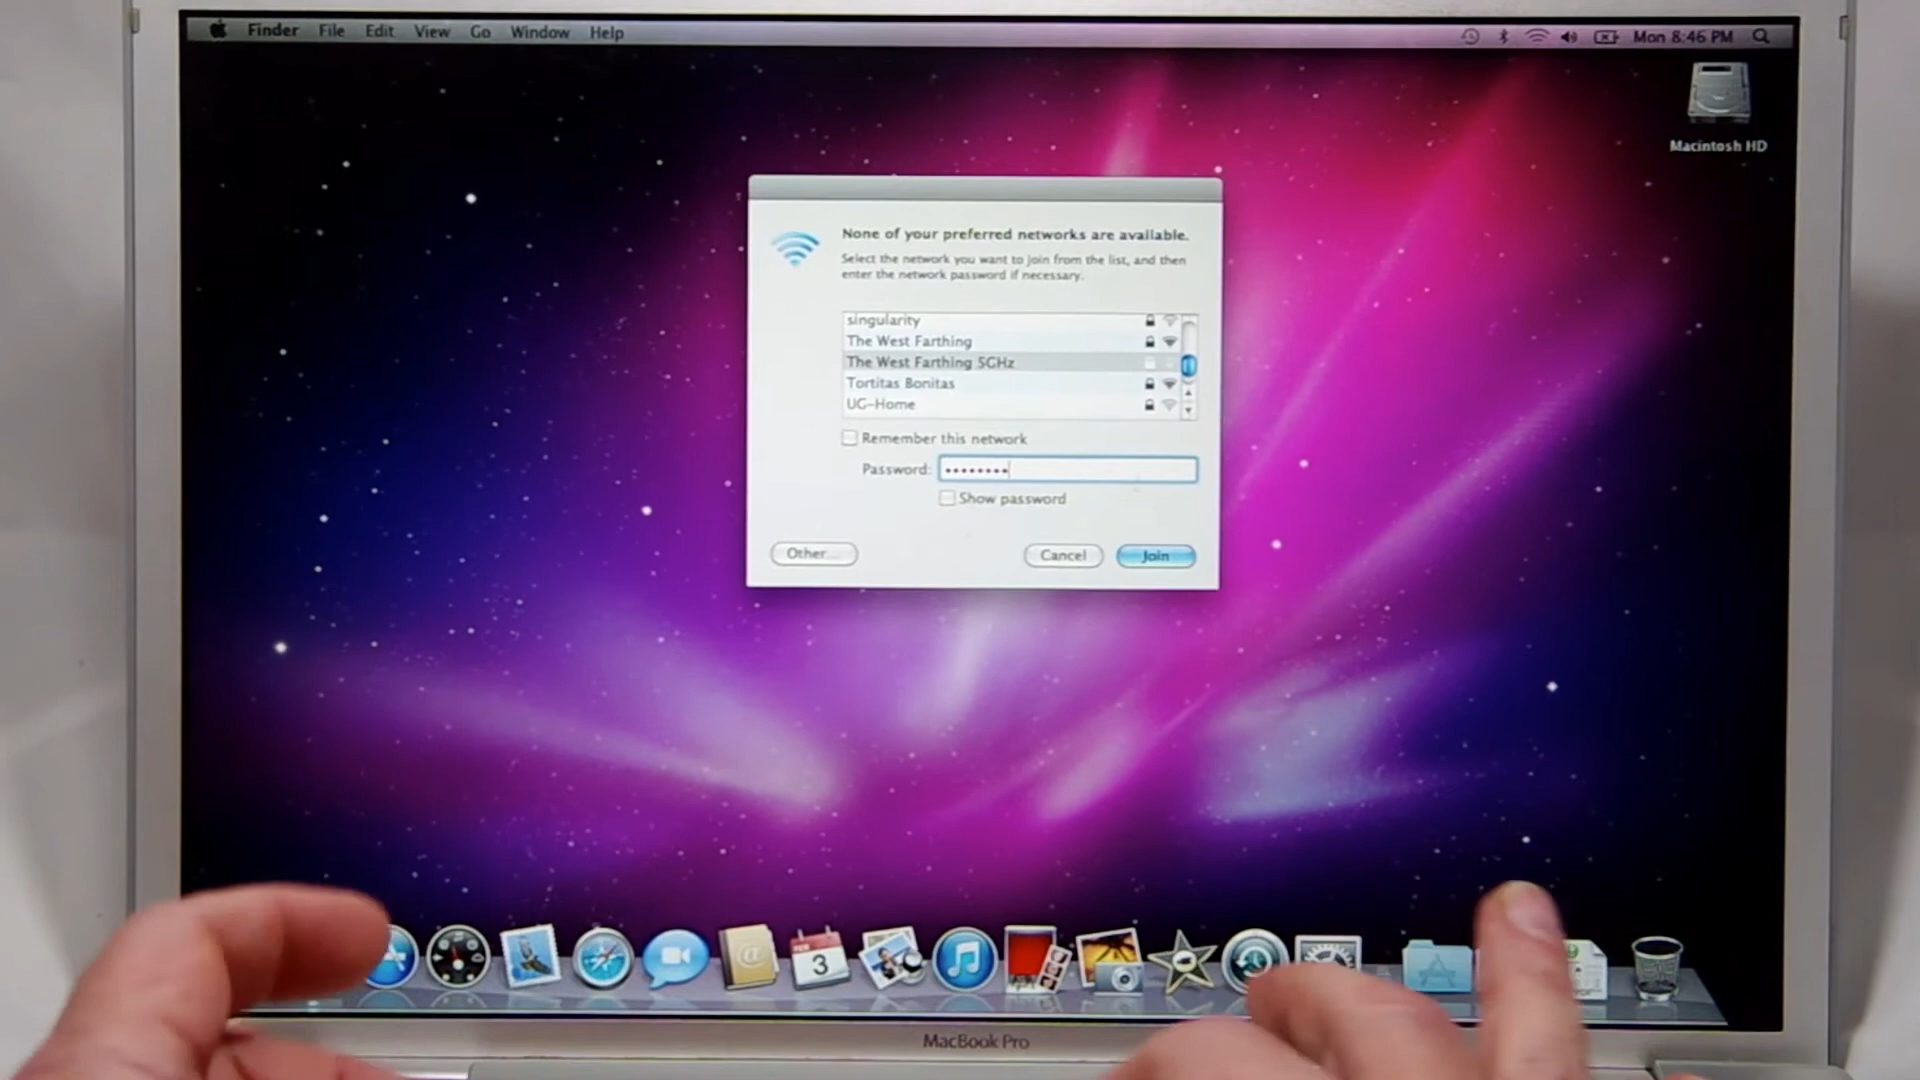 Finder File Edit View Go Window Help
Mon 8:46 PM
Macintosh HD
None of your preferred networks are available.
Select the network you want to join from the list, and then
enter the network password if necessary.
singularity
The West Farthing
The West Farthing 5GHz
Tortitas Bonitas
UG-Home
Remember this network
Password: ••••••••
Show password
Other...
Cancel
Join
FEB
3
MacBook Pro